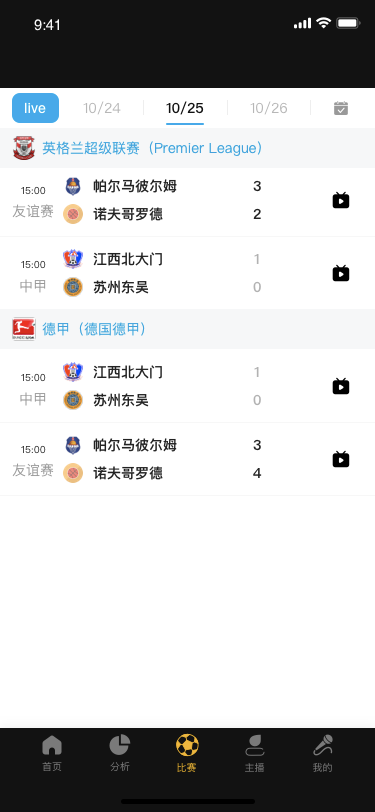 9:41
live 10/24 10/25 10/26
英格兰超级联赛（Premier League）
15:00 帕尔马彼尔姆 3
友谊赛 诺夫哥罗德 2
15:00 江西北大门 1
中甲 苏州东吴 0
德甲（德国德甲）
15:00 江西北大门 1
中甲 苏州东吴 0
15:00 帕尔马彼尔姆 3
友谊赛 诺夫哥罗德 4
首页 分析 比赛 主播 我的